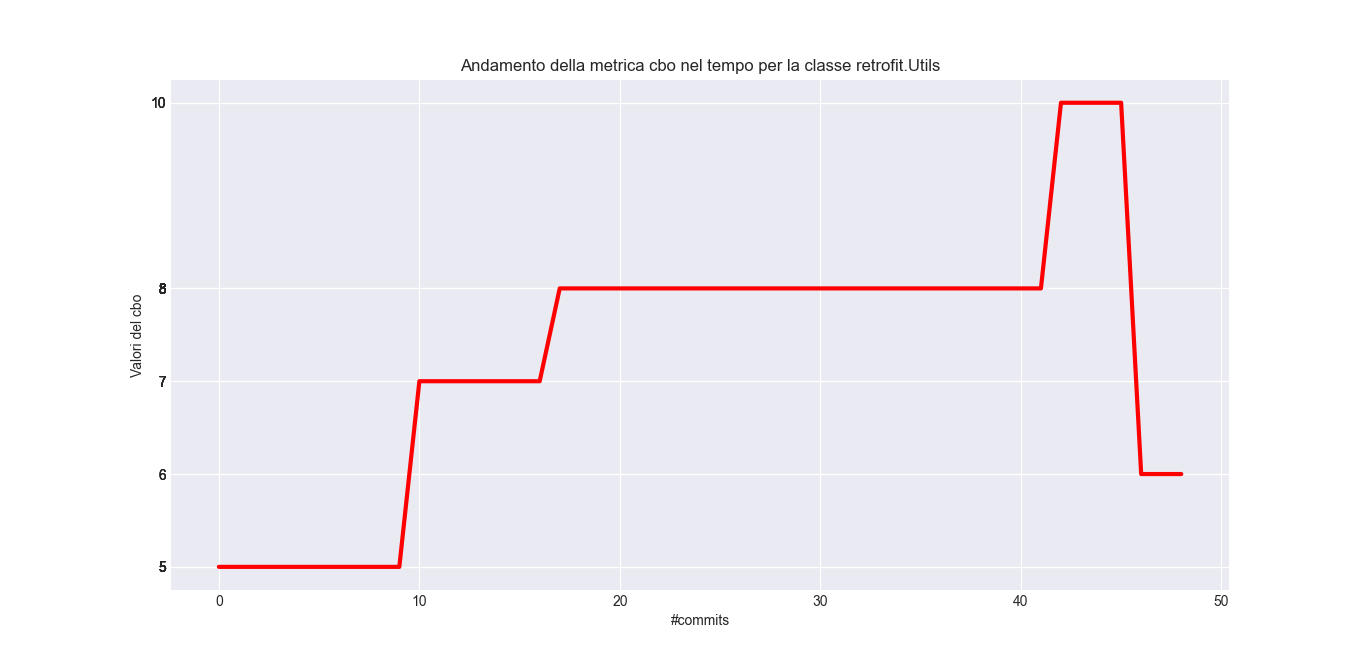 Andamento della metrica cbo nel tempo per la classe retrofit.Utils
Valori del cbo
10
8
7
6
5
0 10 20 30 40 50
#commits